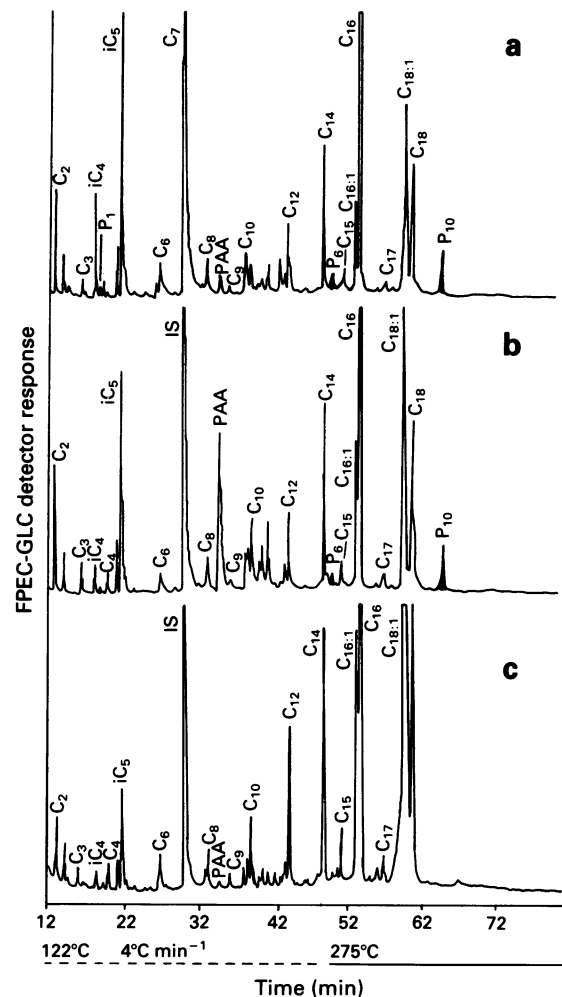 a
C₂
C₃
iC₄
P₁
iC₅
C₆
C₇
C₈
PAA
C₉
C₁₀
C₁₂
C₁₄
P₆
C₁₅
C₁₆:₁
C₁₆
C₁₇
C₁₈:₁
C₁₈
P₁₀
b
C₂
C₃
iC₄
C₄
iC₅
C₆
IS
C₈
PAA
C₉
C₁₀
C₁₂
C₁₄
P₆
C₁₅
C₁₆:₁
C₁₆
C₁₇
C₁₈:₁
C₁₈
P₁₀
c
C₂
C₃
iC₄
C₄
iC₅
C₆
IS
C₈
PAA
C₉
C₁₀
C₁₂
C₁₄
C₁₅
C₁₆:₁
C₁₆
C₁₇
C₁₈:₁
FPEC-GLC detector response
12 22 32 42 52 62 72
122°C 4°C min⁻¹ 275°C
Time (min)